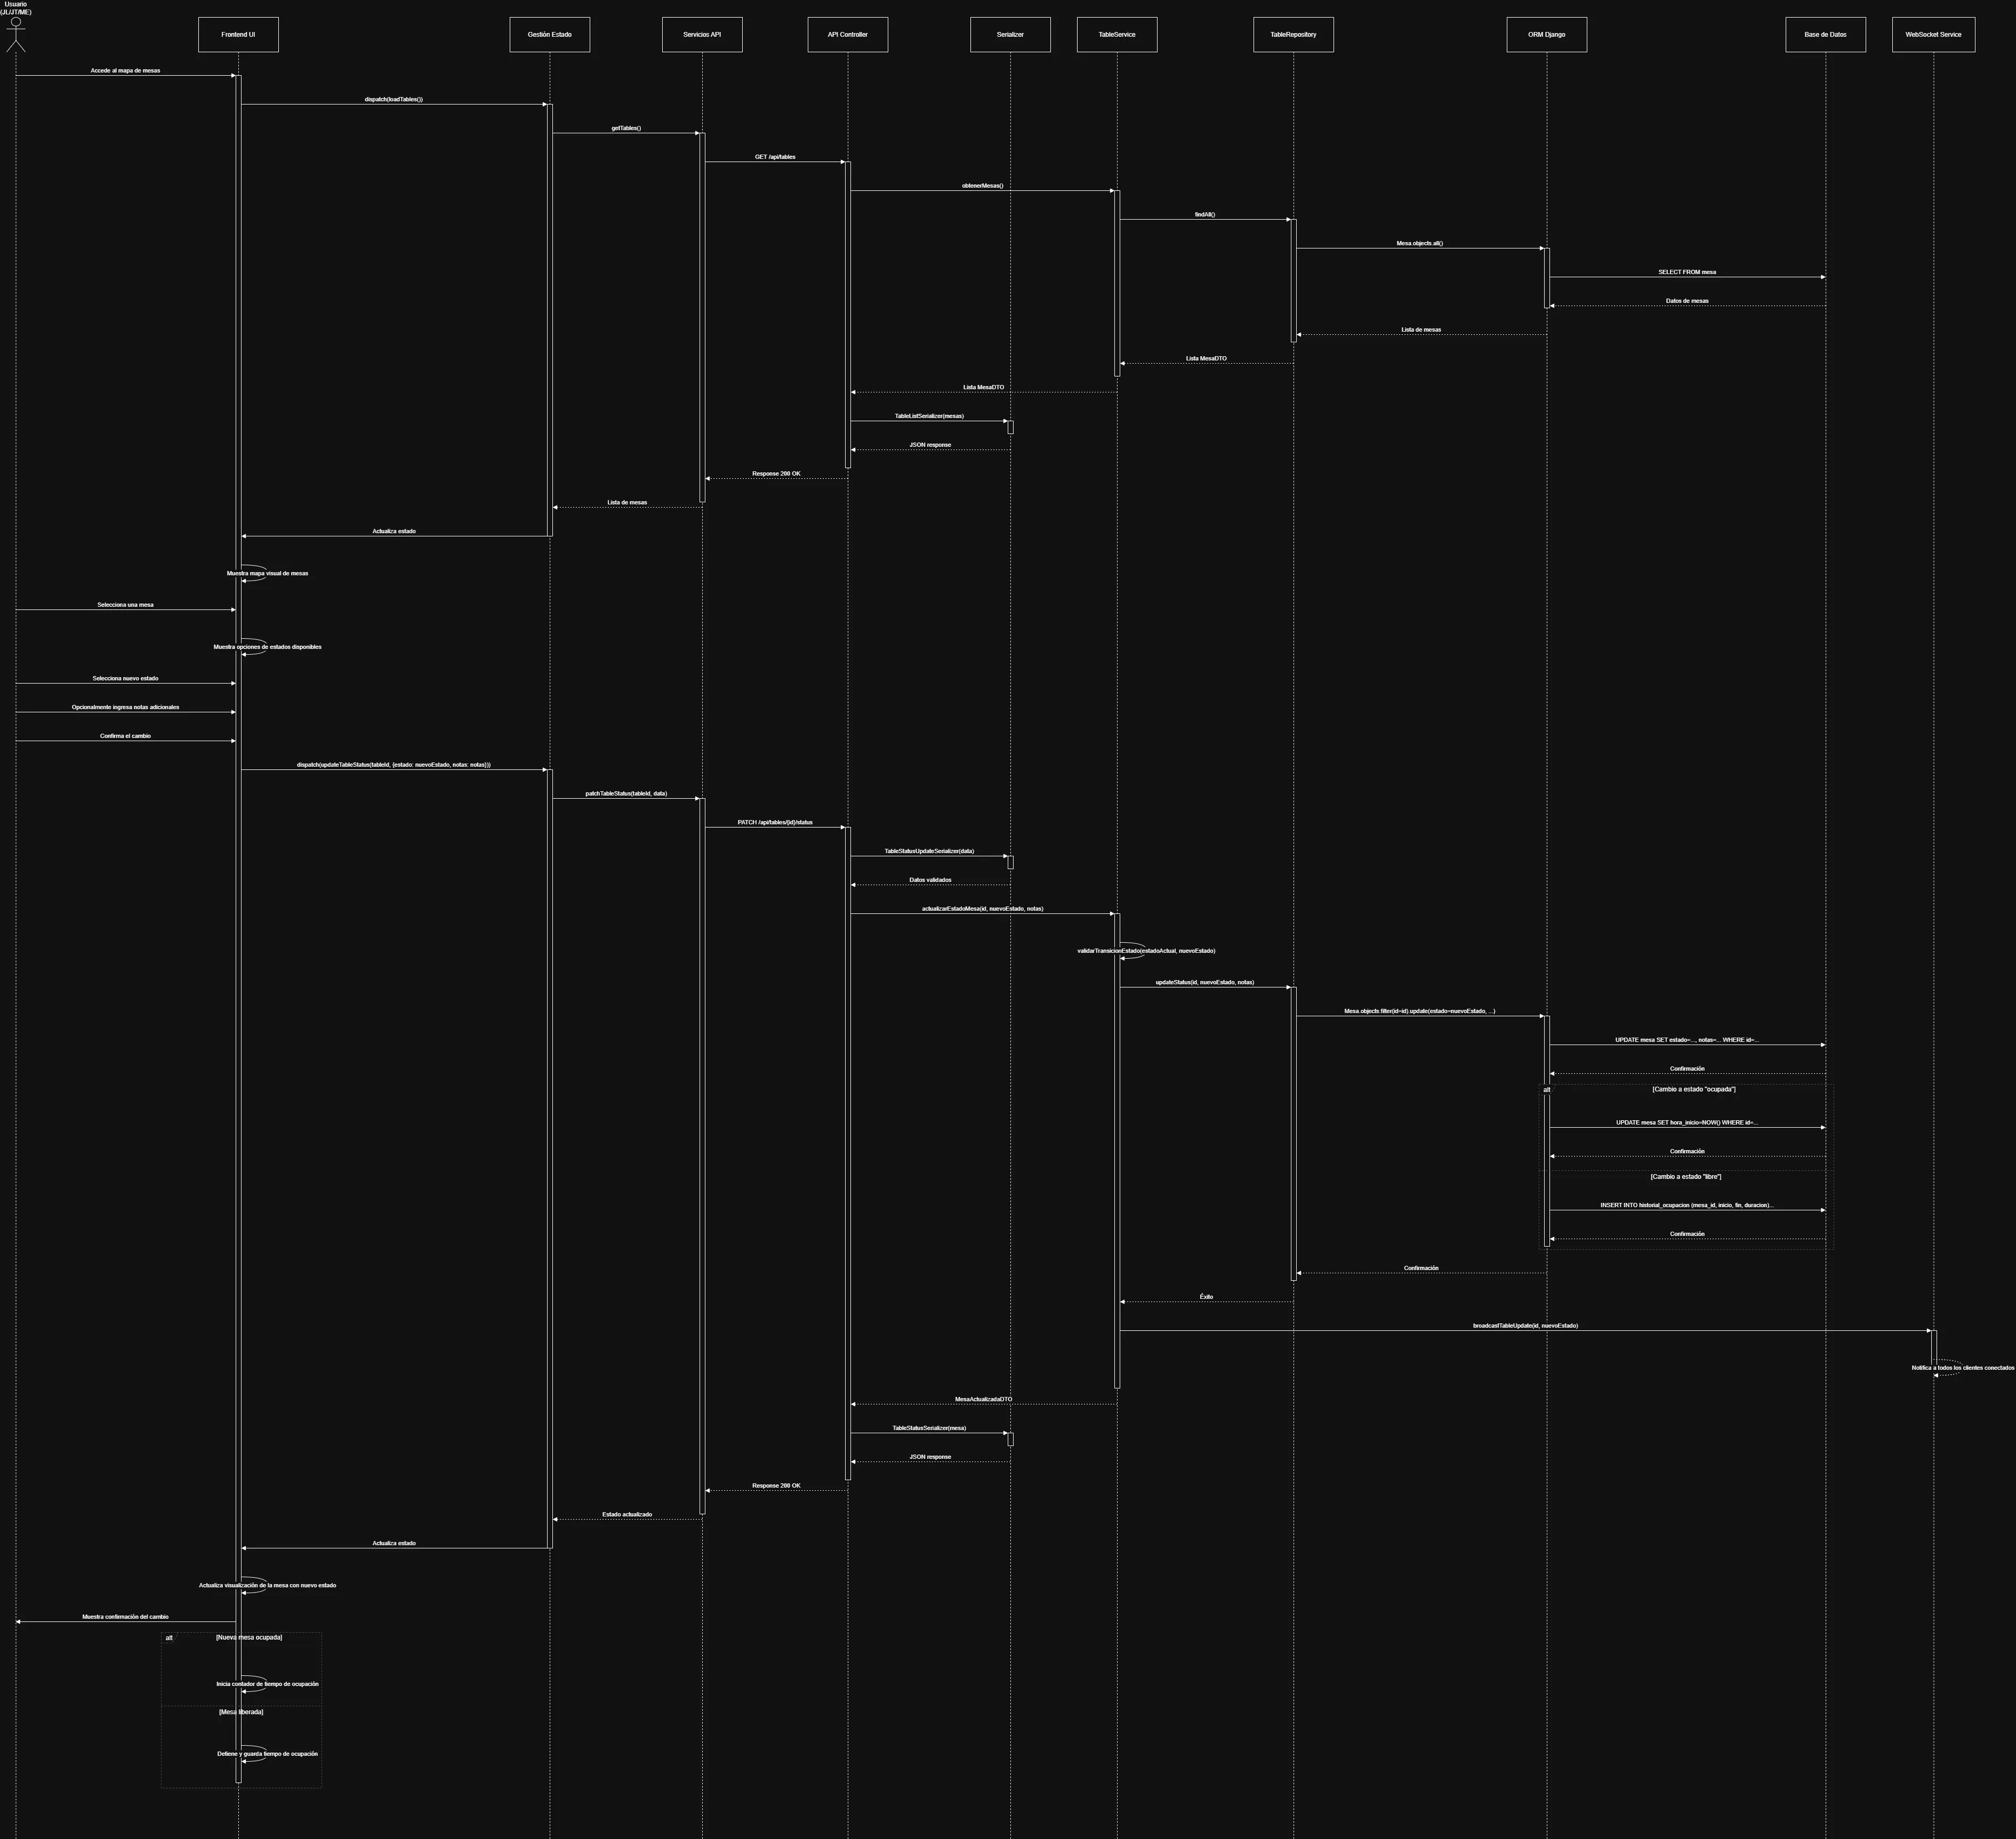 Usuario
(JL/JT/ME)
Frontend UI
Gestión Estado
Servicios API
API Controller
Serializer
TableService
TableRepository
ORM Django
Base de Datos
WebSocket Service
Accede al mapa de mesas
dispatch(loadTables())
getTables()
GET /api/tables
obtenerMesas()
findAll()
Mesa.objects.all()
SELECT FROM mesa
Datos de mesas
Lista de mesas
Lista MesaDTO
Lista MesaDTO
TableListSerializer(mesas)
JSON response
Response 200 OK
Lista de mesas
Actualiza estado
Muestra mapa visual de mesas
Selecciona una mesa
Muestra opciones de estados disponibles
Selecciona nuevo estado
Opcionalmente ingresa notas adicionales
Confirma el cambio
dispatch(updateTableStatus(tableId, {estado: nuevoEstado, notas: notas}))
patchTableStatus(tableId, data)
PATCH /api/tables/{id}/status
TableStatusUpdateSerializer(data)
Datos validados
actualizarEstadoMesa(id, nuevoEstado, notas)
validarTransicionEstado(estadoActual, nuevoEstado)
updateStatus(id, nuevoEstado, notas)
Mesa.objects.filter(id=id).update(estado=nuevoEstado, ...)
UPDATE mesa SET estado=..., notas=... WHERE id=...
Confirmación
alt
[Cambio a estado "ocupada"]
UPDATE mesa SET hora_inicio=NOW() WHERE id=...
Confirmación
[Cambio a estado "libre"]
INSERT INTO historial_ocupacion (mesa_id, inicio, fin, duracion)...
Confirmación
Confirmación
Éxito
broadcastTableUpdate(id, nuevoEstado)
Notifica a todos los clientes conectados
MesaActualizadaDTO
TableStatusSerializer(mesa)
JSON response
Response 200 OK
Estado actualizado
Actualiza estado
Actualiza visualización de la mesa con nuevo estado
Muestra confirmación del cambio
alt
[Nueva mesa ocupada]
Inicia contador de tiempo de ocupación
[Mesa liberada]
Detiene y guarda tiempo de ocupación